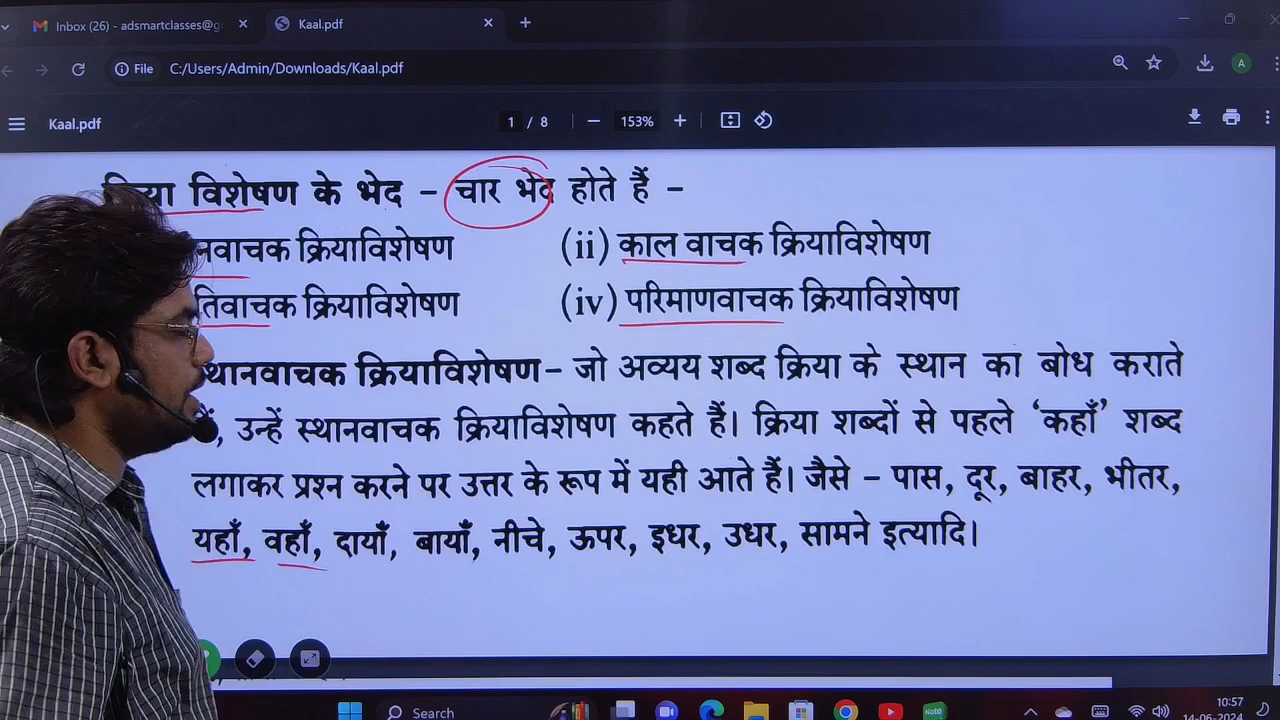 Inbox (26) - adsmartclasses@g
Kaal.pdf
File
C:/Users/Admin/Downloads/Kaal.pdf
A
Kaal.pdf
1 / 8
153%
विशेषण के भेद – चार भेद होते हैं –
नवाचक क्रियाविशेषण (ii) काल वाचक क्रियाविशेषण
तिवाचक क्रियाविशेषण (iv) परिमाणवाचक क्रियाविशेषण
थानवाचक क्रियाविशेषण– जो अव्यय शब्द क्रिया के स्थान का बोध कराते
उन्हें स्थानवाचक क्रियाविशेषण कहते हैं। क्रिया शब्दों से पहले ‘कहाँ’ शब्द
लगाकर प्रश्न करने पर उत्तर के रूप में यही आते हैं। जैसे – पास, दूर, बाहर, भीतर,
यहाँ, वहाँ, दायाँ, बायाँ, नीचे, ऊपर, इधर, उधर, सामने इत्यादि।
Search
Note
10:57